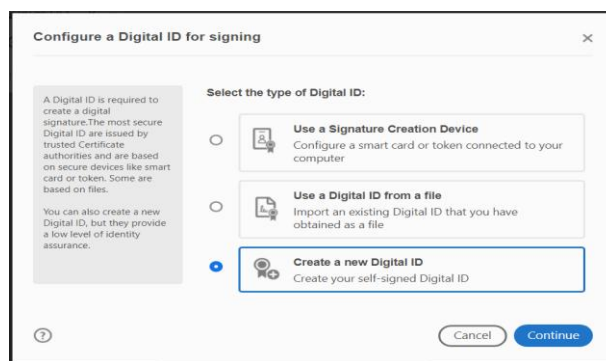 Configure a Digital ID for signing
A Digital ID is required to
create a digital
signature.The most secure
Digital ID are issued by
trusted Certificate
authorities and are based
on secure devices like smart
card or token. Some are
based on files.
You can also create a new
Digital ID, but they provide
a low level of identity
assurance.
Select the type of Digital ID:
Use a Signature Creation Device
Configure a smart card or token connected to your
computer
Use a Digital ID from a file
Import an existing Digital ID that you have
obtained as a file
Create a new Digital ID
Create your self-signed Digital ID
?
Cancel
Continue